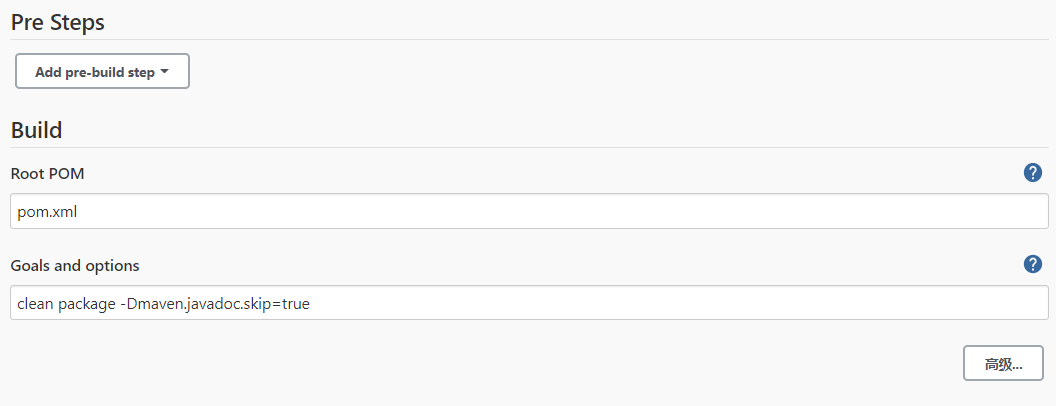 Pre Steps
Add pre-build step
Build
Root POM
pom.xml
Goals and options
clean package -Dmaven.javadoc.skip=true
高级...